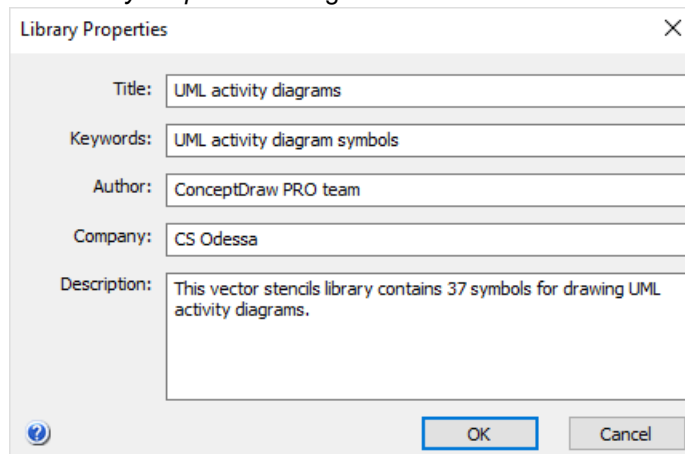 Library Properties
Title: UML activity diagrams
Keywords: UML activity diagram symbols
Author: ConceptDraw PRO team
Company: CS Odessa
Description: This vector stencils library contains 37 symbols for drawing UML
activity diagrams.
OK Cancel